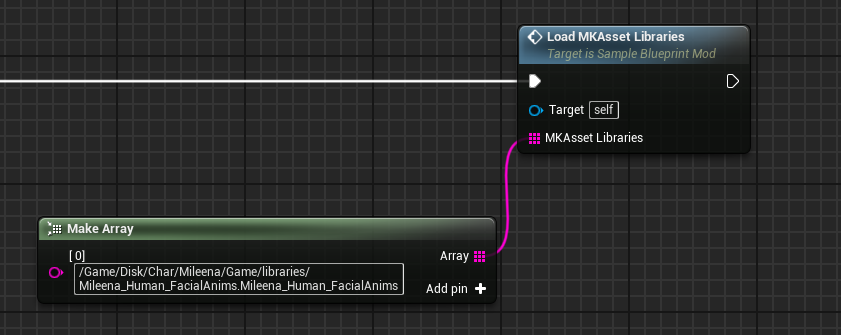 Load MKAsset Libraries
Target is Sample Blueprint Mod
Target self
MKAsset Libraries
Make Array
[ 0]
Array
/Game/Disk/Char/Mileena/Game/libraries/
Mileena_Human_FacialAnims.Mileena_Human_FacialAnims
Add pin